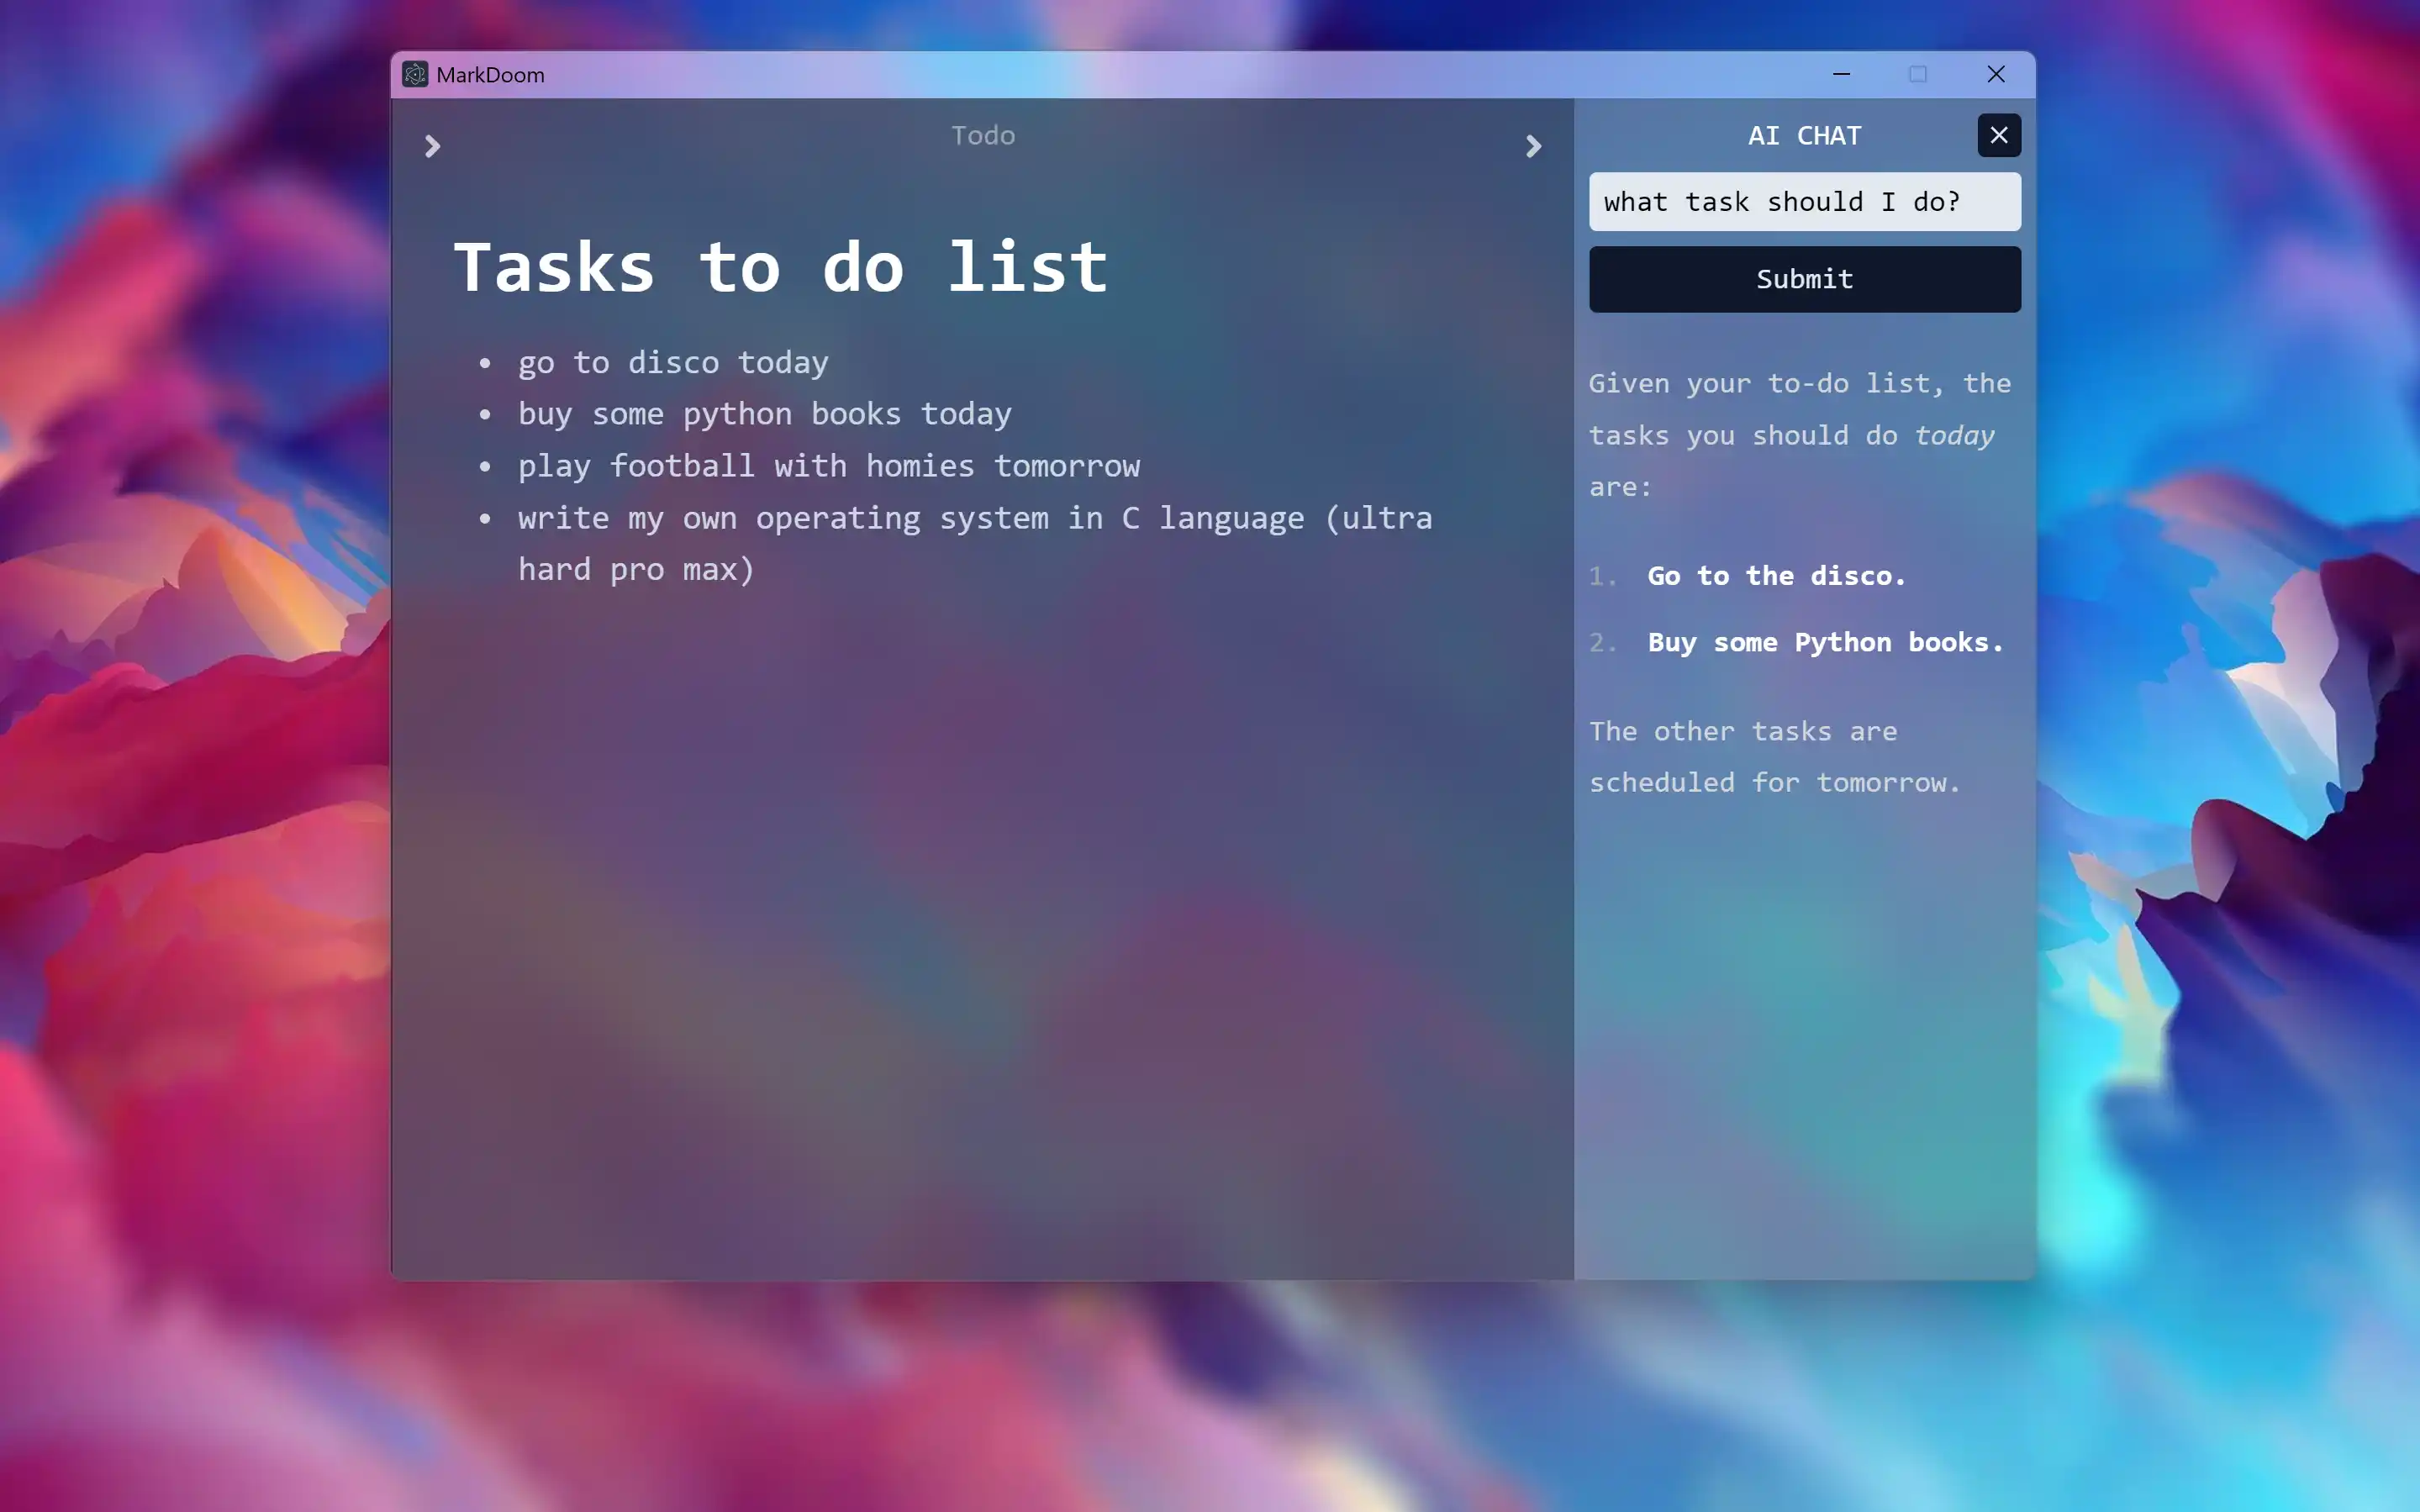 MarkDoom
Todo
Tasks to do list
• go to disco today
• buy some python books today
• play football with homies tomorrow
• write my own operating system in C language (ultra
hard pro max)
AI CHAT
what task should I do?
Submit
Given your to-do list, the
tasks you should do today
are:
1. Go to the disco.
2. Buy some Python books.
The other tasks are
scheduled for tomorrow.